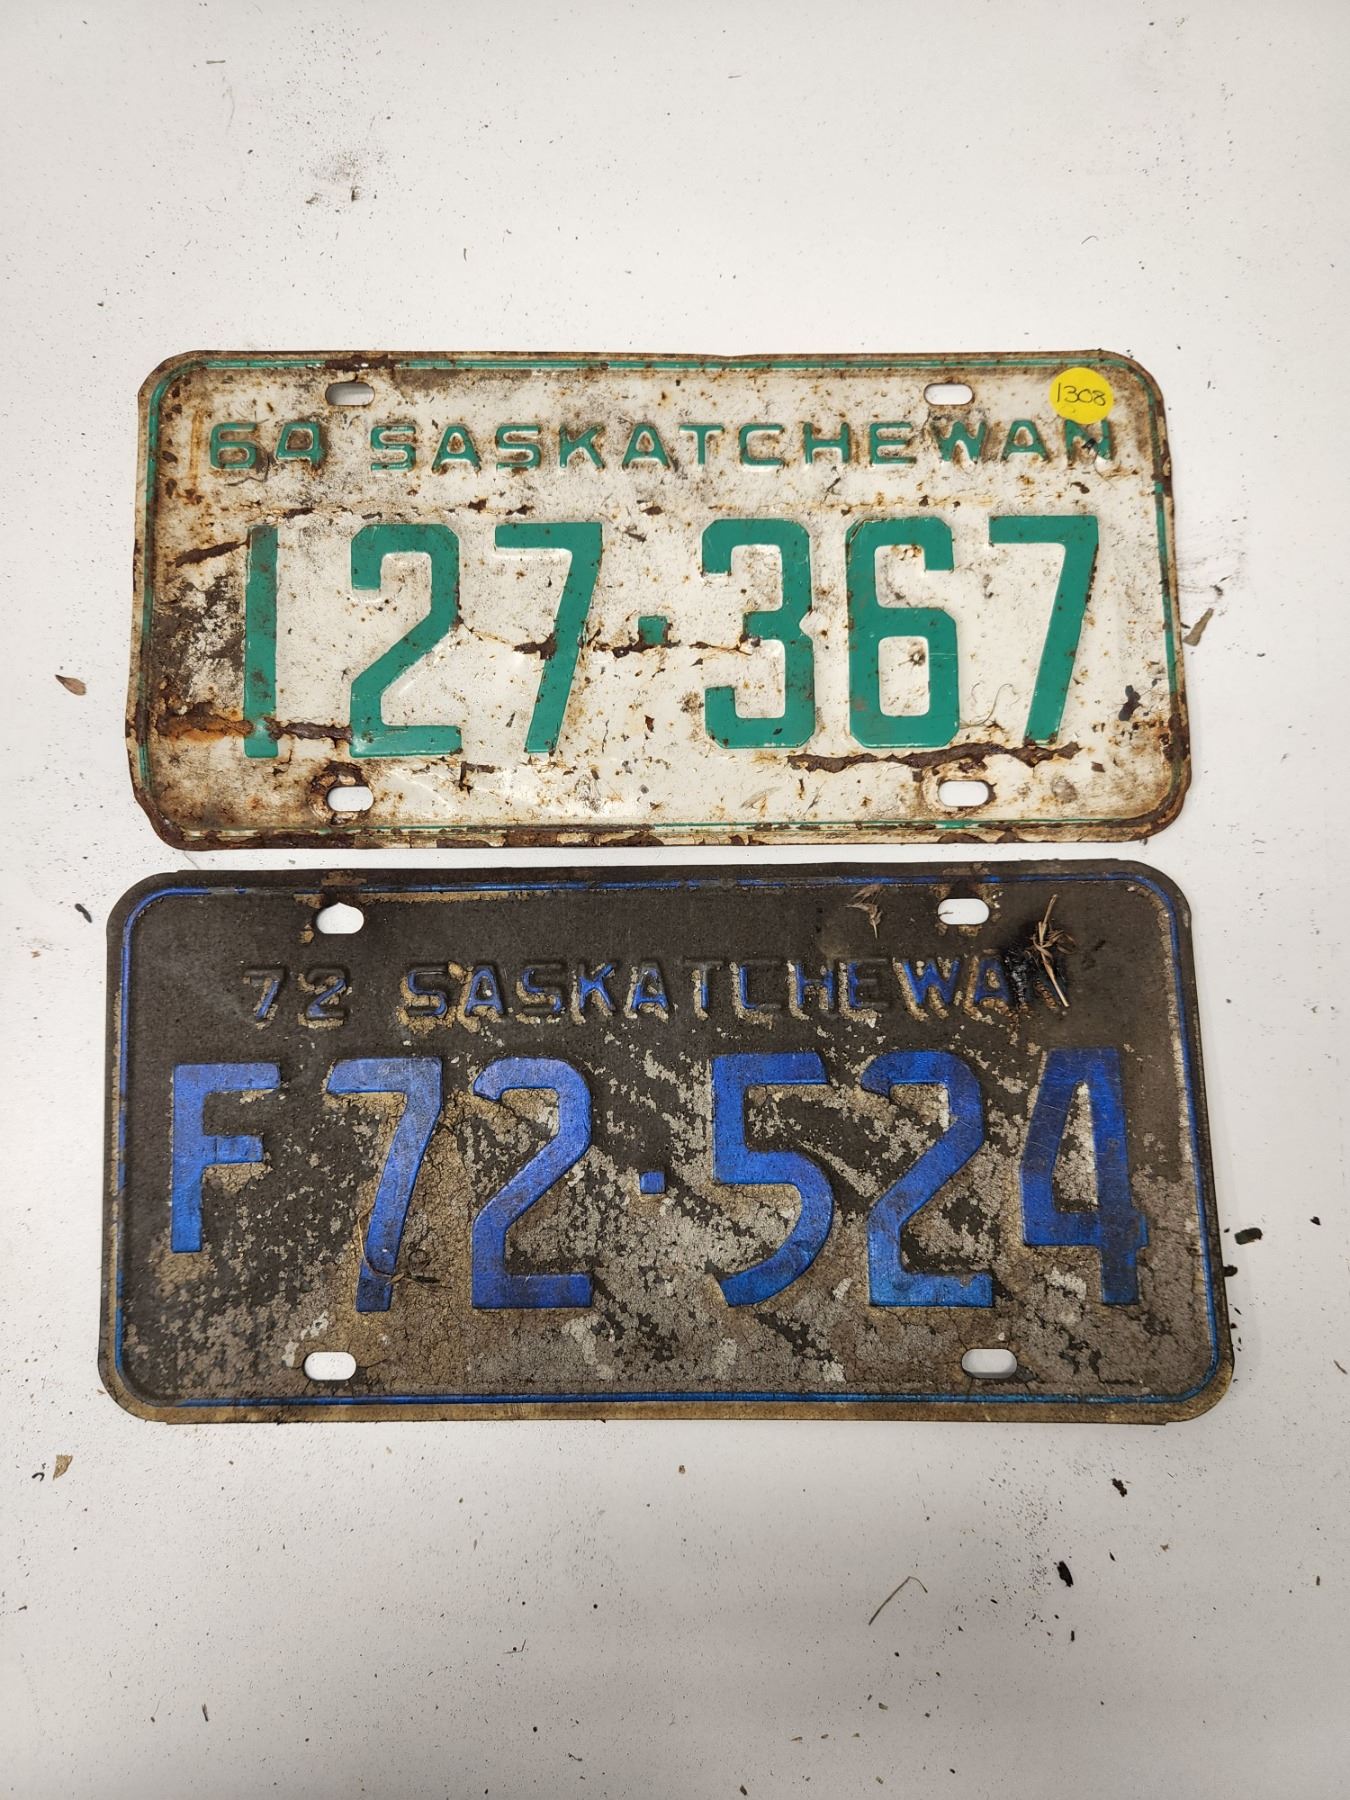 1308
64 SASKATCHEWAN
127·367
72 SASKATCHEWAN
F72·524